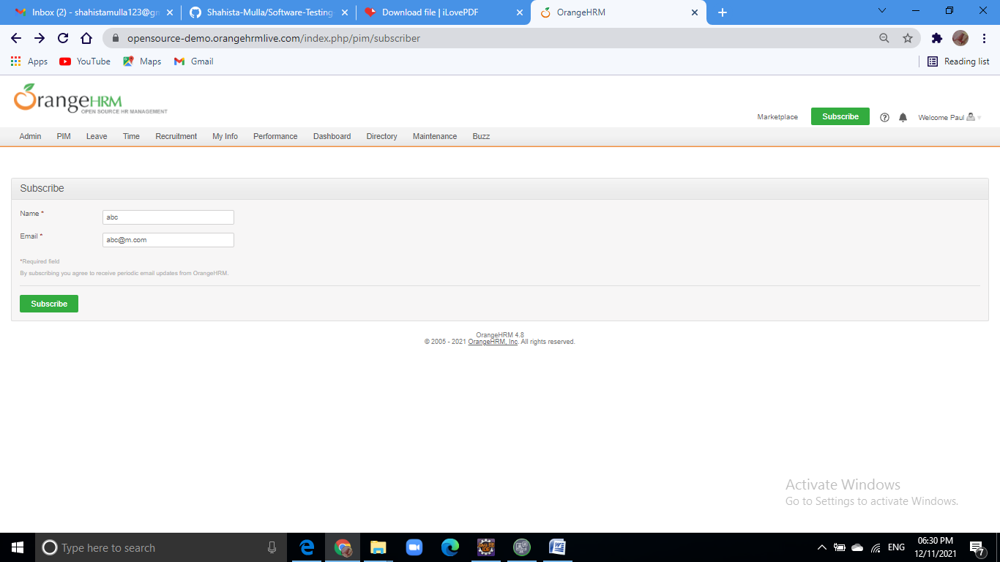 Inbox (2) - shahistamulla123@gm
Shahista-Mulla/Software-Testing-
Download file | iLovePDF
OrangeHRM
opensource-demo.orangehrmlive.com/index.php/pim/subscriber
Apps
YouTube
Maps
Gmail
Reading list
OrangeHRM
OPEN SOURCE HR MANAGEMENT
Marketplace
Subscribe
Welcome Paul
Admin
PIM
Leave
Time
Recruitment
My Info
Performance
Dashboard
Directory
Maintenance
Buzz
Subscribe
Name *
abc
Email *
abc@m.com
*Required field
By subscribing you agree to receive periodic email updates from OrangeHRM.
Subscribe
OrangeHRM 4.8
© 2005 - 2021 OrangeHRM, Inc. All rights reserved.
Activate Windows
Go to Settings to activate Windows.
Type here to search
ENG
06:30 PM
12/11/2021
7